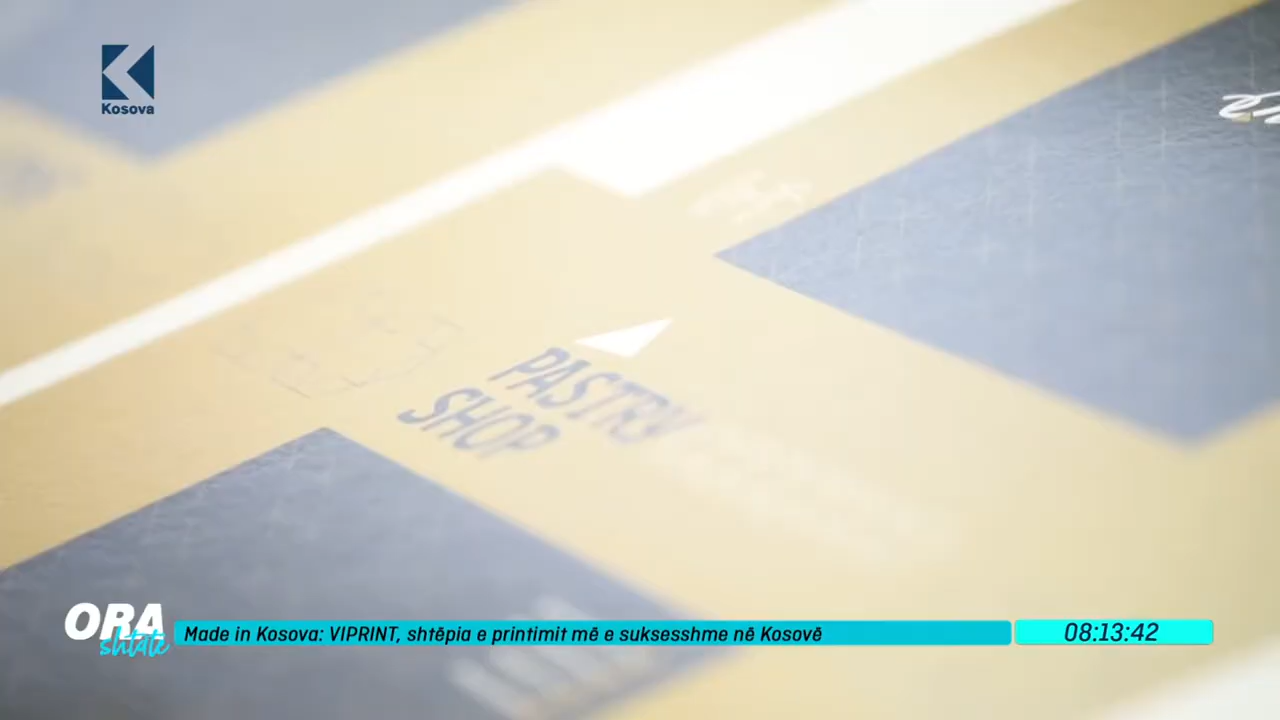 Kosova
PASTRY
SHOP
ORA
shtatë
Made in Kosova: VIPRINT, shtëpia e printimit më e suksesshme në Kosovë
08:13:42